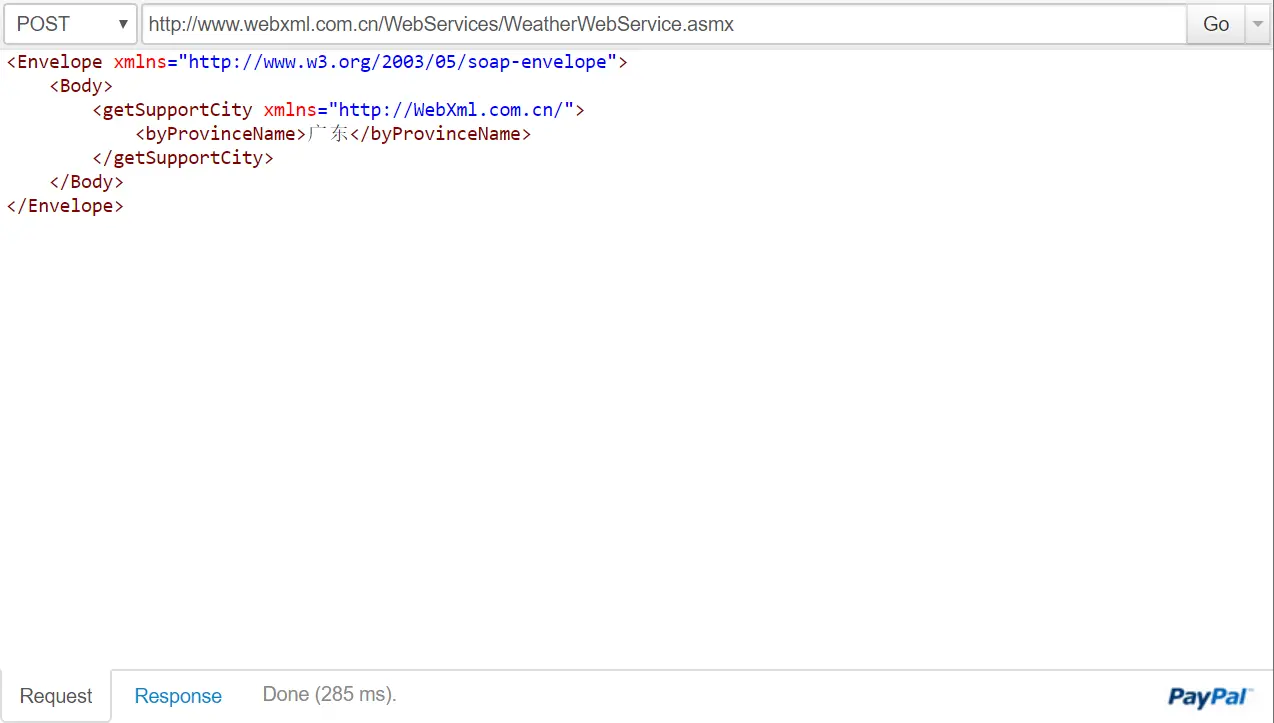 POST http://www.webxml.com.cn/WebServices/WeatherWebService.asmx Go
<Envelope xmlns="http://www.w3.org/2003/05/soap-envelope">
    <Body>
        <getSupportCity xmlns="http://WebXml.com.cn/">
            <byProvinceName>广东</byProvinceName>
        </getSupportCity>
    </Body>
</Envelope>
Request Response Done (285 ms). PayPal